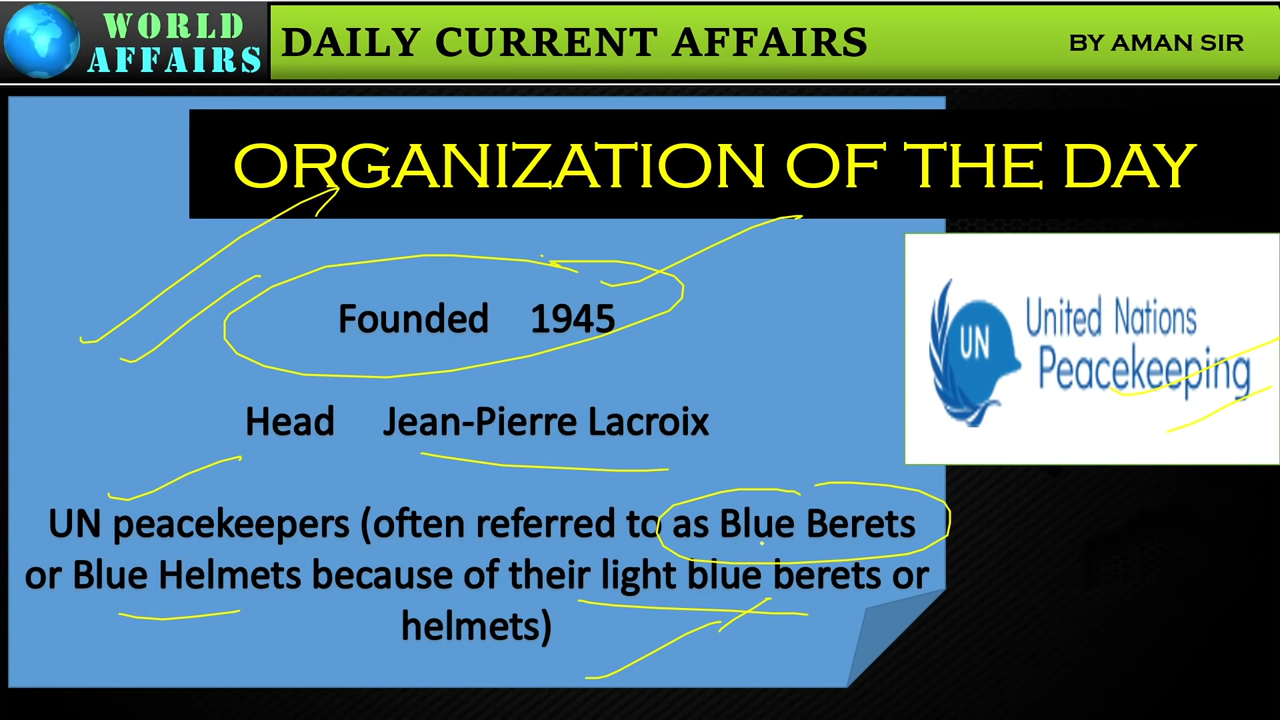 WORLD
AFFAIRS
DAILY CURRENT AFFAIRS
BY AMAN SIR
ORGANIZATION OF THE DAY
Founded 1945
Head Jean-Pierre Lacroix
UN peacekeepers (often referred to as Blue Berets
or Blue Helmets because of their light blue berets or
helmets)
UN
United Nations
Peacekeeping